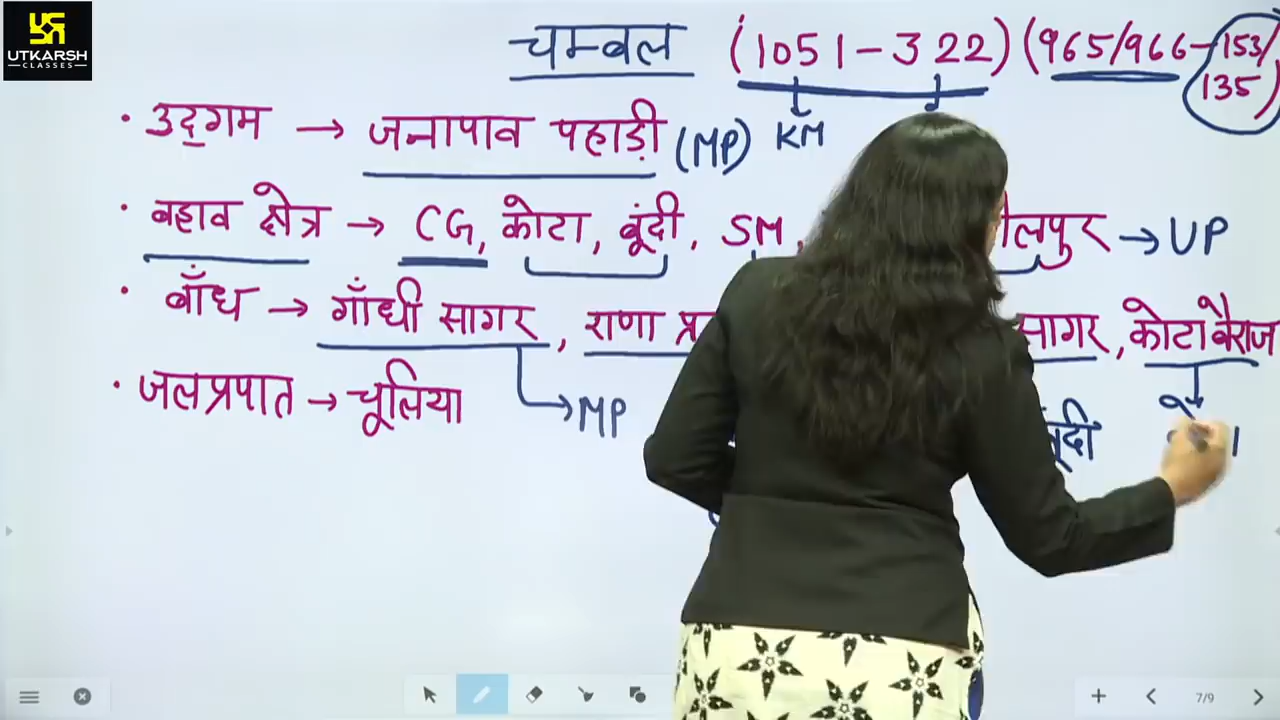 UTKARSH
CLASSES
चम्बल (1051-322) (965/966-153/
135)
KM
• उद्गम → जनापाव पहाड़ी (MP)
• बहाव क्षेत्र → CG, कोटा, बूंदी, SM, लपुर → UP
• बाँध → गाँधी सागर, राणा सागर, कोटा बैराज
• जलप्रपात → चूलिया
MP
7/9